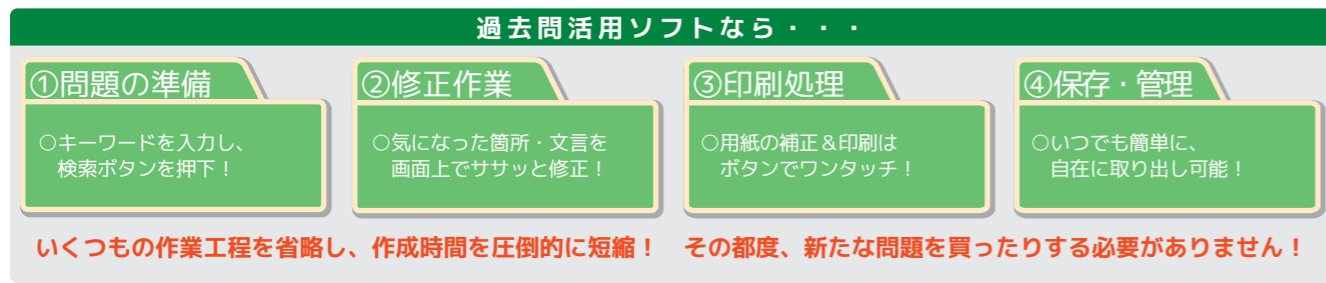 過去問活用ソフトなら・・・
①問題の準備
○キーワードを入力し、
検索ボタンを押下！
②修正作業
○気になった箇所・文言を
画面上でササッと修正！
③印刷処理
○用紙の補正＆印刷は
ボタンでワンタッチ！
④保存・管理
○いつでも簡単に、
自在に取り出し可能！
いくつもの作業工程を省略し、作成時間を圧倒的に短縮！　その都度、新たな問題を買ったりする必要がありません！